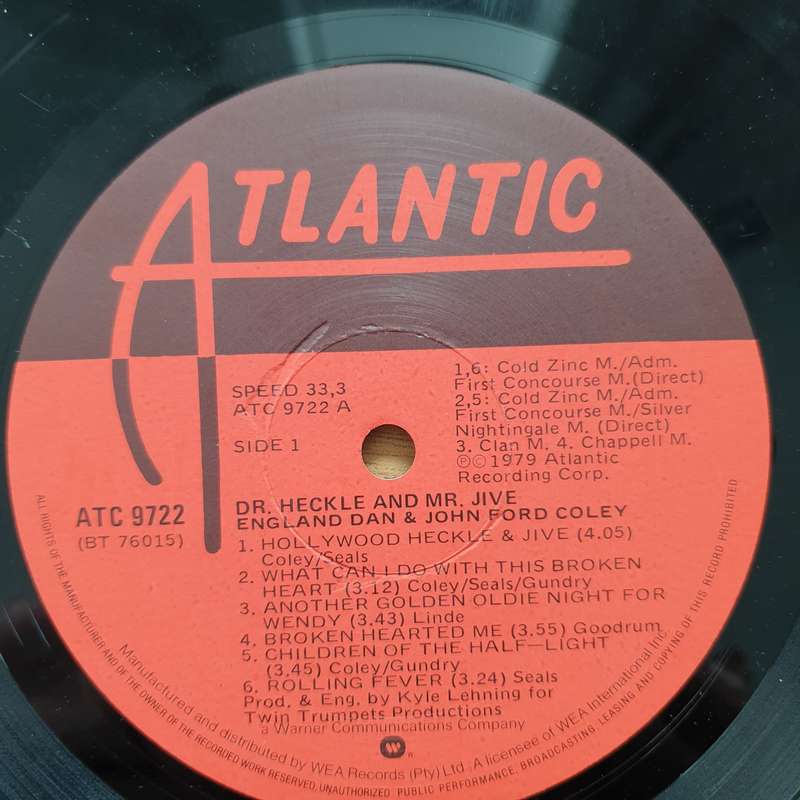 ATLANTIC
SPEED 33,3
ATC 9722 A
SIDE 1
1,6: Cold Zinc M./Adm.
First Concourse M.(Direct)
2,5: Cold Zinc M./Adm.
First Concourse M./Silver
Nightingale M. (Direct)
3. Clan M. 4. Chappell M.
Ⓟ©1979 Atlantic
Recording Corp.
ATC 9722
(BT 76015)
DR. HECKLE AND MR. JIVE
ENGLAND DAN & JOHN FORD COLEY
1. HOLLYWOOD HECKLE & JIVE (4.05)
Coley/Seals
2. WHAT CAN I DO WITH THIS BROKEN
HEART (3.12) Coley/Seals/Gundry
3. ANOTHER GOLDEN OLDIE NIGHT FOR
WENDY (3.43) Linde
4. BROKEN HEARTED ME (3.55) Goodrum
5. CHILDREN OF THE HALF—LIGHT
(3.45) Coley/Gundry
6. ROLLING FEVER (3.24) Seals
Prod. & Eng. by Kyle Lehning for
Twin Trumpets Productions
a Warner Communications Company
W
Manufactured and distributed by WEA Records (Pty) Ltd. A licensee of WEA International Inc.
ALL RIGHTS OF THE MANUFACTURER AND OF THE OWNER OF THE RECORDED WORK RESERVED. UNAUTHORIZED PUBLIC PERFORMANCE, BROADCASTING, LEASING AND COPYING OF THIS RECORD PROHIBITED